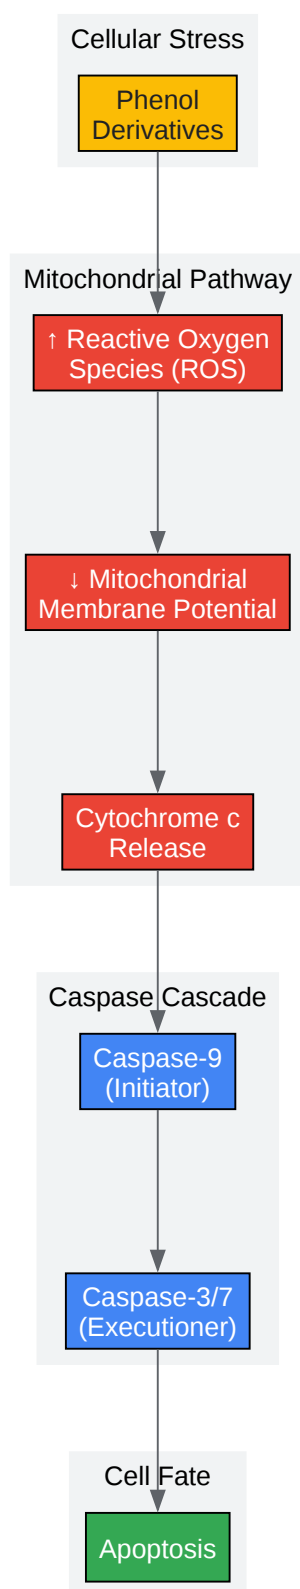 Cellular Stress
Phenol
Derivatives
Mitochondrial Pathway
↑ Reactive Oxygen
Species (ROS)
↓ Mitochondrial
Membrane Potential
Cytochrome c
Release
Caspase Cascade
Caspase-9
(Initiator)
Caspase-3/7
(Executioner)
Cell Fate
Apoptosis